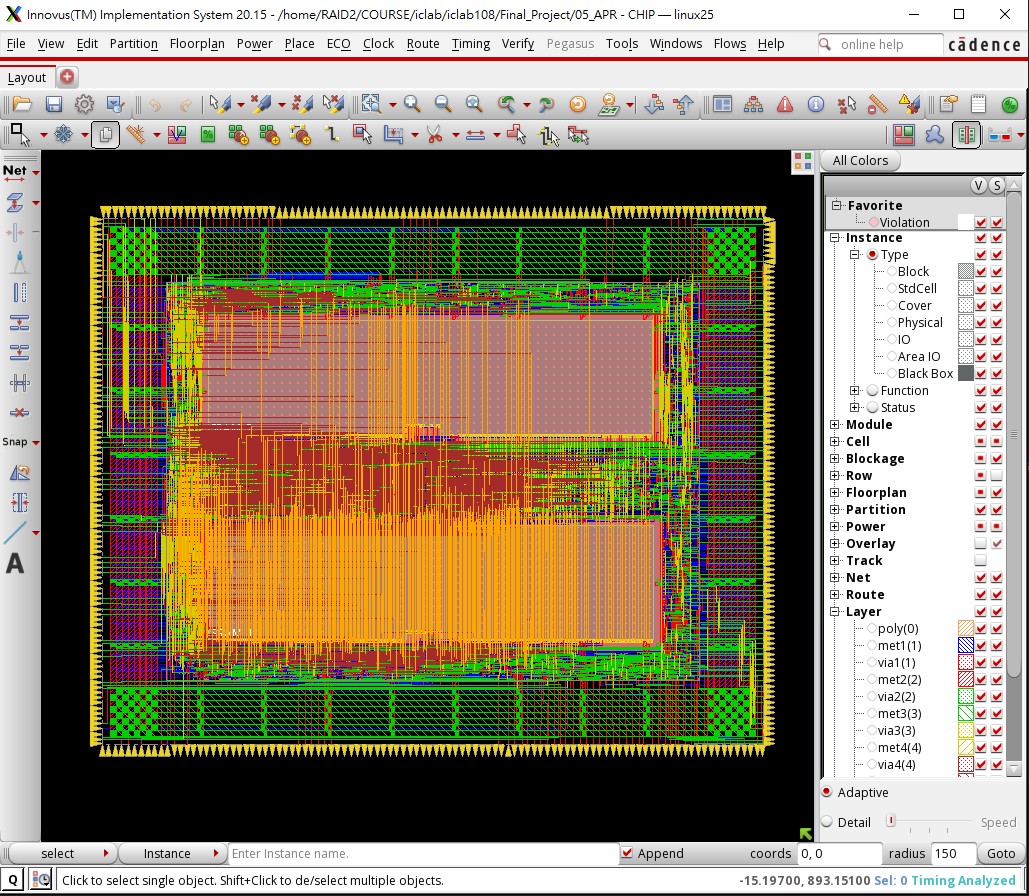 Innovus(TM) Implementation System 20.15 - /home/RAID2/COURSE/iclab/iclab108/Final_Project/05_APR - CHIP — linux25
File View Edit Partition Floorplan Power Place ECO Clock Route Timing Verify Pegasus Tools Windows Flows Help online help cādence
Layout
All Colors
Net
V S
Favorite
Violation
Instance
Type
Block
StdCell
Cover
Physical
IO
Area IO
Black Box
Function
Status
Module
Cell
Snap
Blockage
Row
Floorplan
Partition
Power
Overlay
Track
A
Net
Route
Layer
poly(0)
met1(1)
via1(1)
met2(2)
via2(2)
met3(3)
via3(3)
met4(4)
via4(4)
Adaptive
Detail Speed
select Instance Enter Instance name. Append coords 0, 0 radius 150 Goto
Q Click to select single object. Shift+Click to de/select multiple objects. -15.19700, 893.15100 Sel: 0 Timing Analyzed